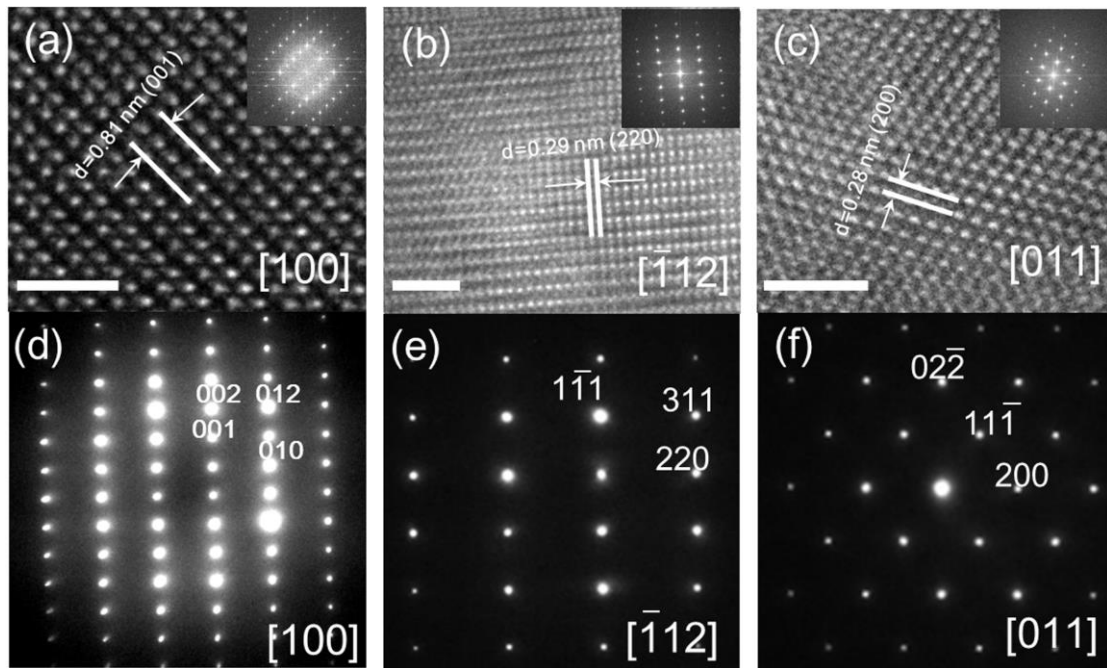 (a)
d=0.81 nm (001)
[100]
(b)
d=0.29 nm (220)
[1̄12]
(c)
d=0.28 nm (200)
[011]
(d)
002
012
001
010
[100]
(e)
11̄1
311
220
[1̄12]
(f)
022̄
111̄
200
[011]